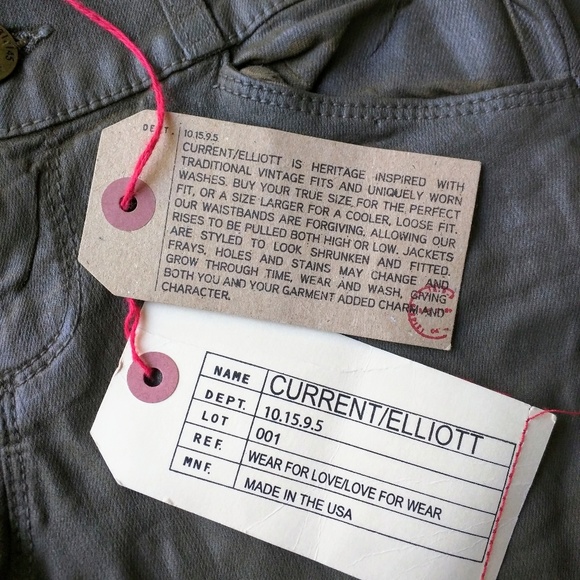 DEPT. 10.15.9.5
CURRENT/ELLIOTT IS HERITAGE INSPIRED WITH
TRADITIONAL VINTAGE FITS AND UNIQUELY WORN
WASHES. BUY YOUR TRUE SIZE FOR THE PERFECT
FIT, OR A SIZE LARGER FOR A COOLER, LOOSE FIT.
OUR WAISTBANDS ARE FORGIVING, ALLOWING OUR
RISES TO BE PULLED BOTH HIGH OR LOW. JACKETS
ARE STYLED TO LOOK SHRUNKEN AND FITTED.
FRAYS, HOLES AND STAINS MAY CHANGE AND
GROW THROUGH TIME, WEAR AND WASH, GIVING
BOTH YOU AND YOUR GARMENT ADDED CHARM AND
CHARACTER.
NAME CURRENT/ELLIOTT
DEPT. 10.15.9.5
LOT 001
REF. WEAR FOR LOVE/LOVE FOR WEAR
MNF. MADE IN THE USA